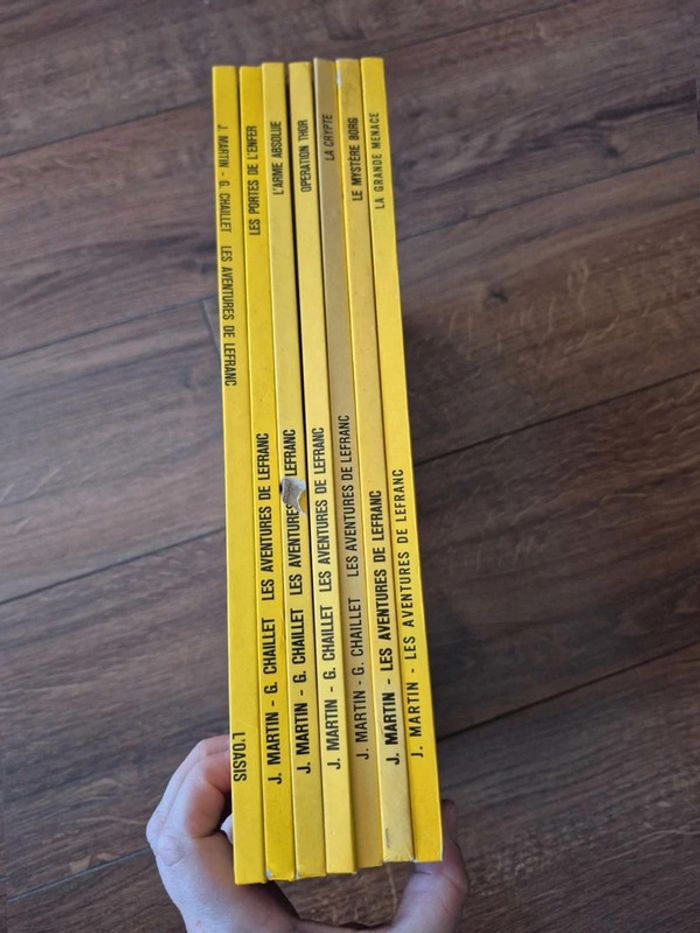 J. MARTIN - G. CHAILLET LES AVENTURES DE LEFRANC L'OASIS
J. MARTIN - G. CHAILLET LES AVENTURES DE LEFRANC LES PORTES DE L'ENFER
J. MARTIN - G. CHAILLET LES AVENTURES LEFRANC L'ARME ABSOLUE
J. MARTIN - G. CHAILLET LES AVENTURES DE LEFRANC OPERATION THOR
J. MARTIN - G. CHAILLET LES AVENTURES DE LEFRANC LA CRYPTE
J. MARTIN - LES AVENTURES DE LEFRANC LE MYSTÈRE BORG
J. MARTIN - LES AVENTURES DE LEFRANC LA GRANDE MENACE